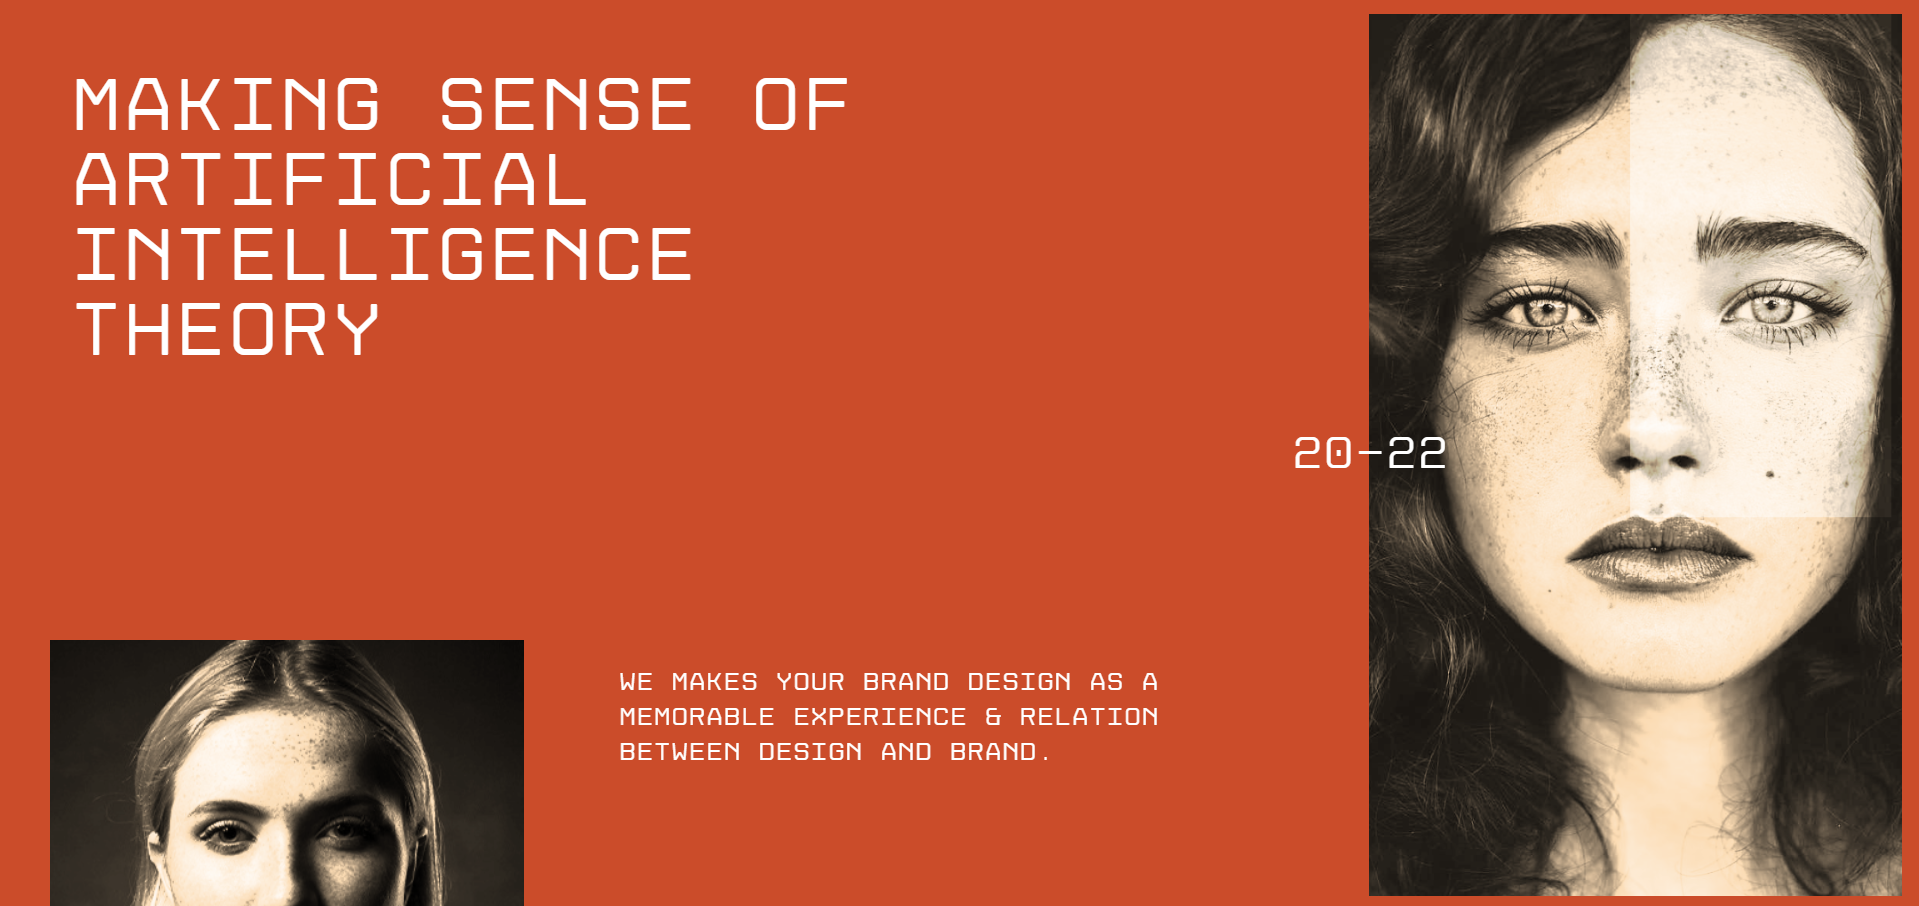 MAKING SENSE OF
ARTIFICIAL
INTELLIGENCE
THEORY
20-22
WE MAKES YOUR BRAND DESIGN AS A
MEMORABLE EXPERIENCE & RELATION
BETWEEN DESIGN AND BRAND.